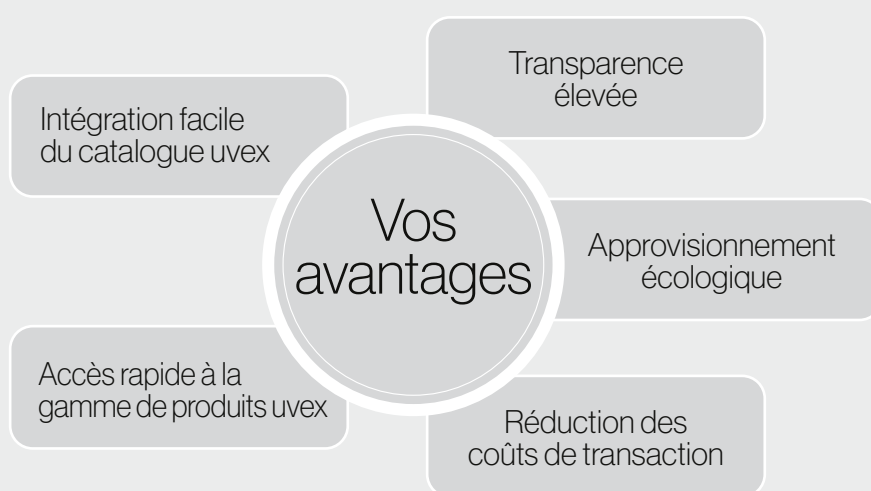 Transparence
élevée
Intégration facile
du catalogue uvex
Vos
avantages
Approvisionnement
écologique
Accès rapide à la
gamme de produits uvex
Réduction des
coûts de transaction